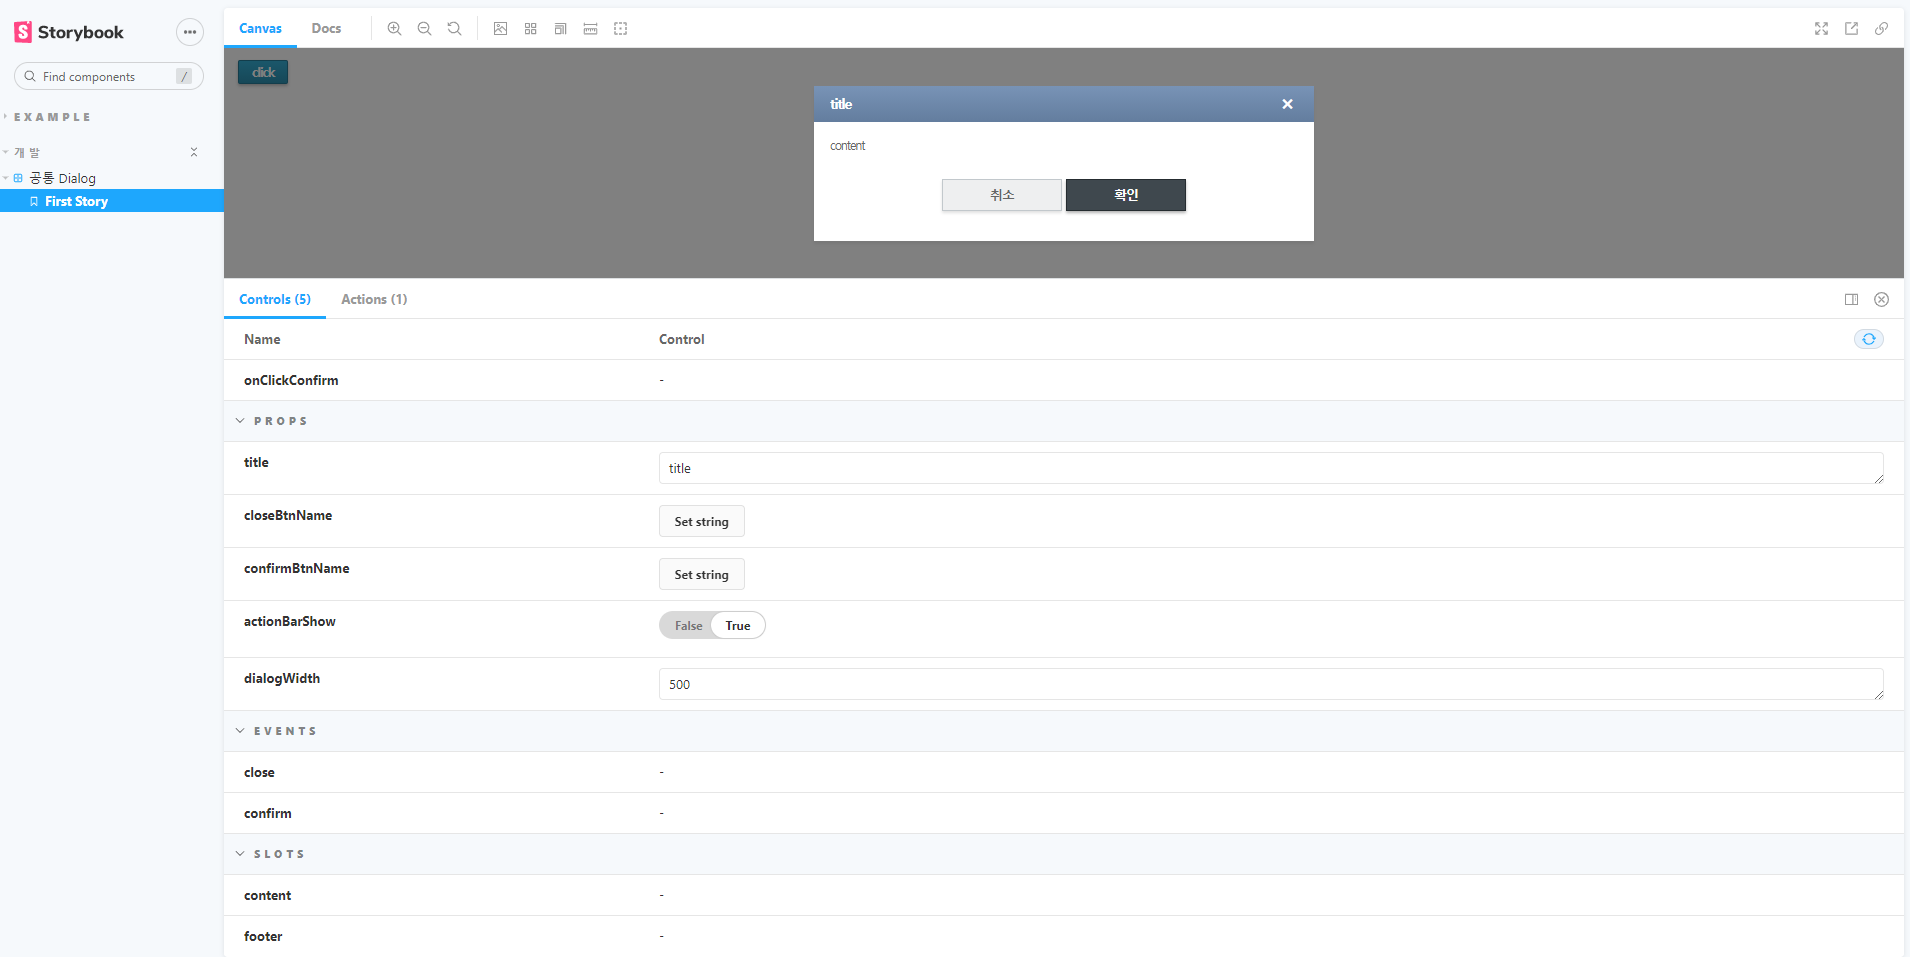 Storybook
Find components /
EXAMPLE
개발
공통 Dialog
First Story
Canvas Docs
click
title
content
취소 확인
Controls (5) Actions (1)
Name Control
onClickConfirm -
PROPS
title title
closeBtnName Set string
confirmBtnName Set string
actionBarShow False True
dialogWidth 500
EVENTS
close -
confirm -
SLOTS
content -
footer -